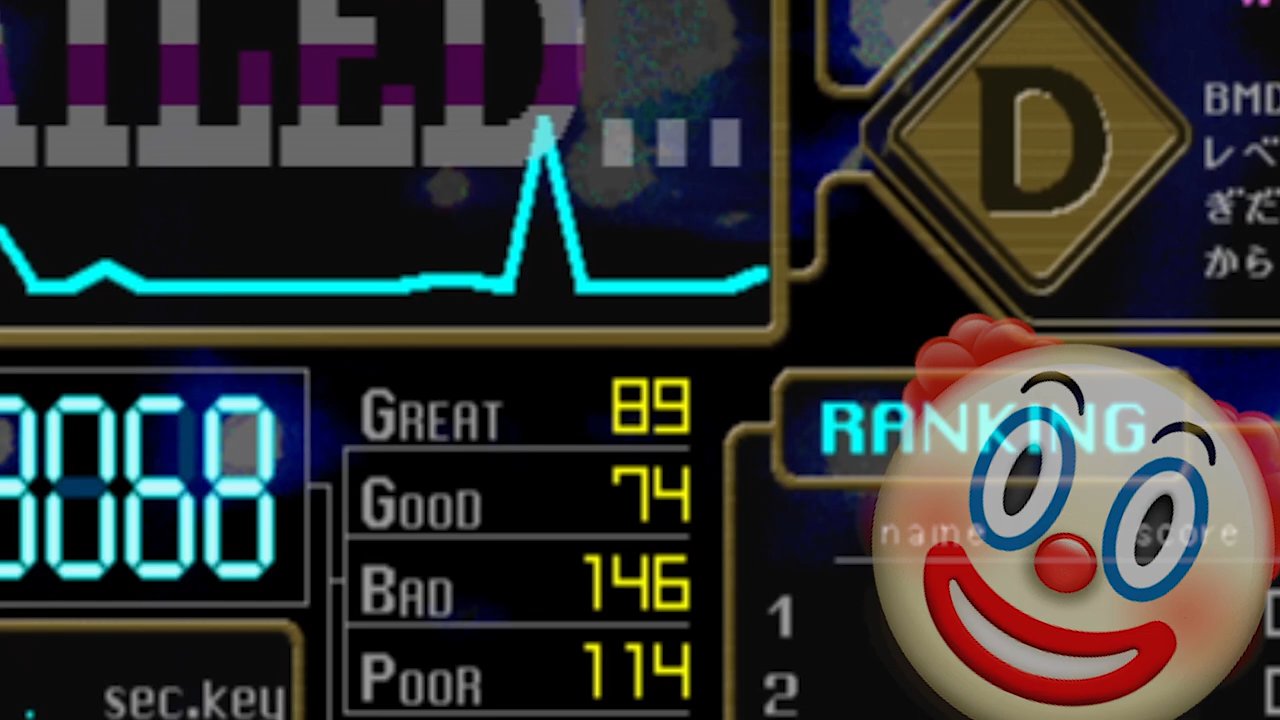 ILED...
D
BMD
レベ
ぎだ
から
GREAT 89
GOOD 74
BAD 146
POOR 114
RANKING
name score
1
2
sec.key